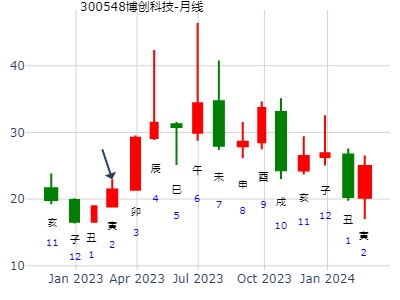 300548博创科技-月线
40
30
20
10
亥
子
丑
寅
卯
辰
巳
午
未
申
酉
戌
亥
子
丑
寅
11
12
1
2
3
4
5
6
7
8
9
10
11
12
1
2
Jan 2023
Apr 2023
Jul 2023
Oct 2023
Jan 2024